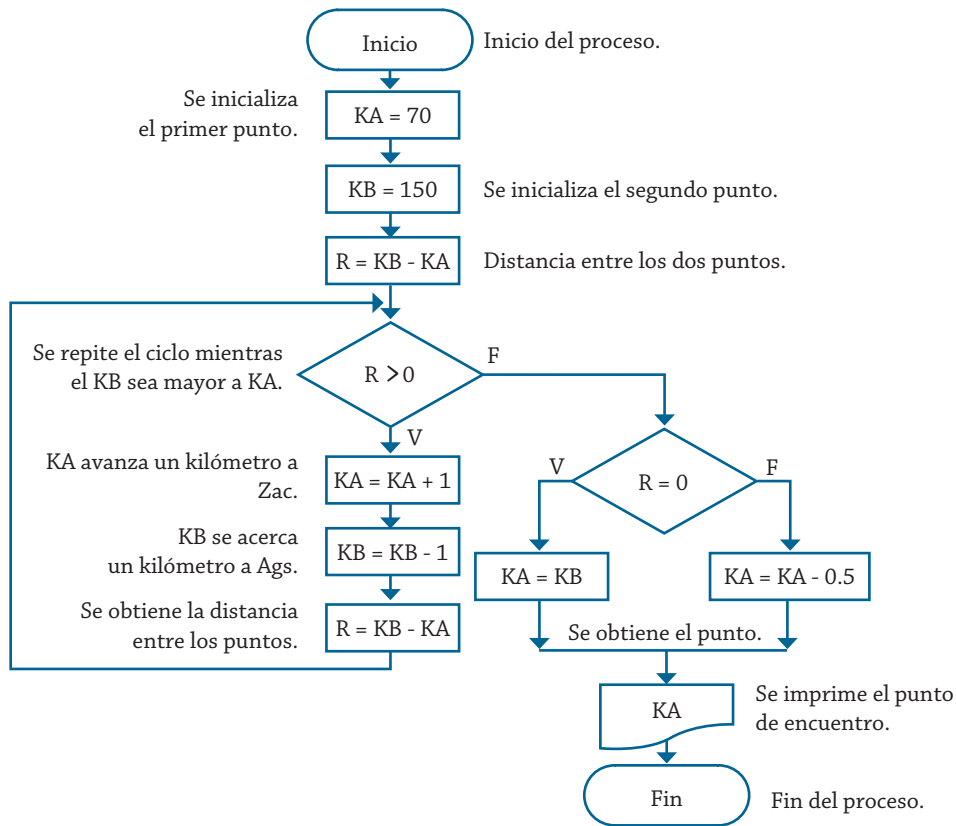 Inicio
Inicio del proceso.
Se inicializa
el primer punto.
KA = 70
KB = 150
Se inicializa el segundo punto.
R = KB - KA
Distancia entre los dos puntos.
Se repite el ciclo mientras
el KB sea mayor a KA.
R > 0
F
V
KA avanza un kilómetro a
Zac.
KA = KA + 1
KB se acerca
un kilómetro a Ags.
KB = KB - 1
Se obtiene la distancia
entre los puntos.
R = KB - KA
V
R = 0
F
KA = KB
KA = KA - 0.5
Se obtiene el punto.
KA
Se imprime el punto
de encuentro.
Fin
Fin del proceso.